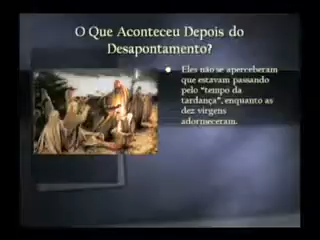 O Que Aconteceu Depois do
Desapontamento?
Eles não se aperceberam
que estavam passando
pelo “tempo da
tardança”, enquanto as
dez virgens
adormeceram.